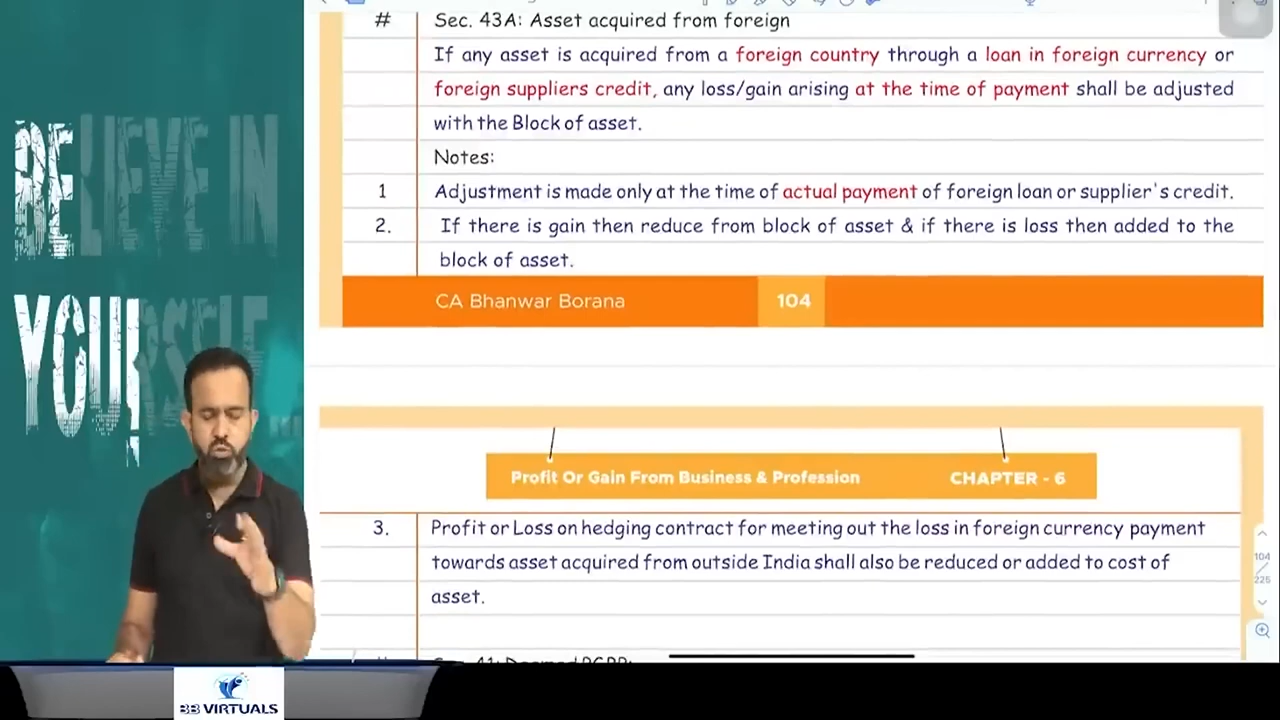 BELIEVE IN
YOURSELF
# Sec. 43A: Asset acquired from foreign
If any asset is acquired from a foreign country through a loan in foreign currency or
foreign suppliers credit, any loss/gain arising at the time of payment shall be adjusted
with the Block of asset.
Notes:
1 Adjustment is made only at the time of actual payment of foreign loan or supplier's credit.
2. If there is gain then reduce from block of asset & if there is loss then added to the
block of asset.
CA Bhanwar Borana 104
Profit Or Gain From Business & Profession CHAPTER - 6
3. Profit or Loss on hedging contract for meeting out the loss in foreign currency payment
towards asset acquired from outside India shall also be reduced or added to cost of
asset.
104
225
BB VIRTUALS